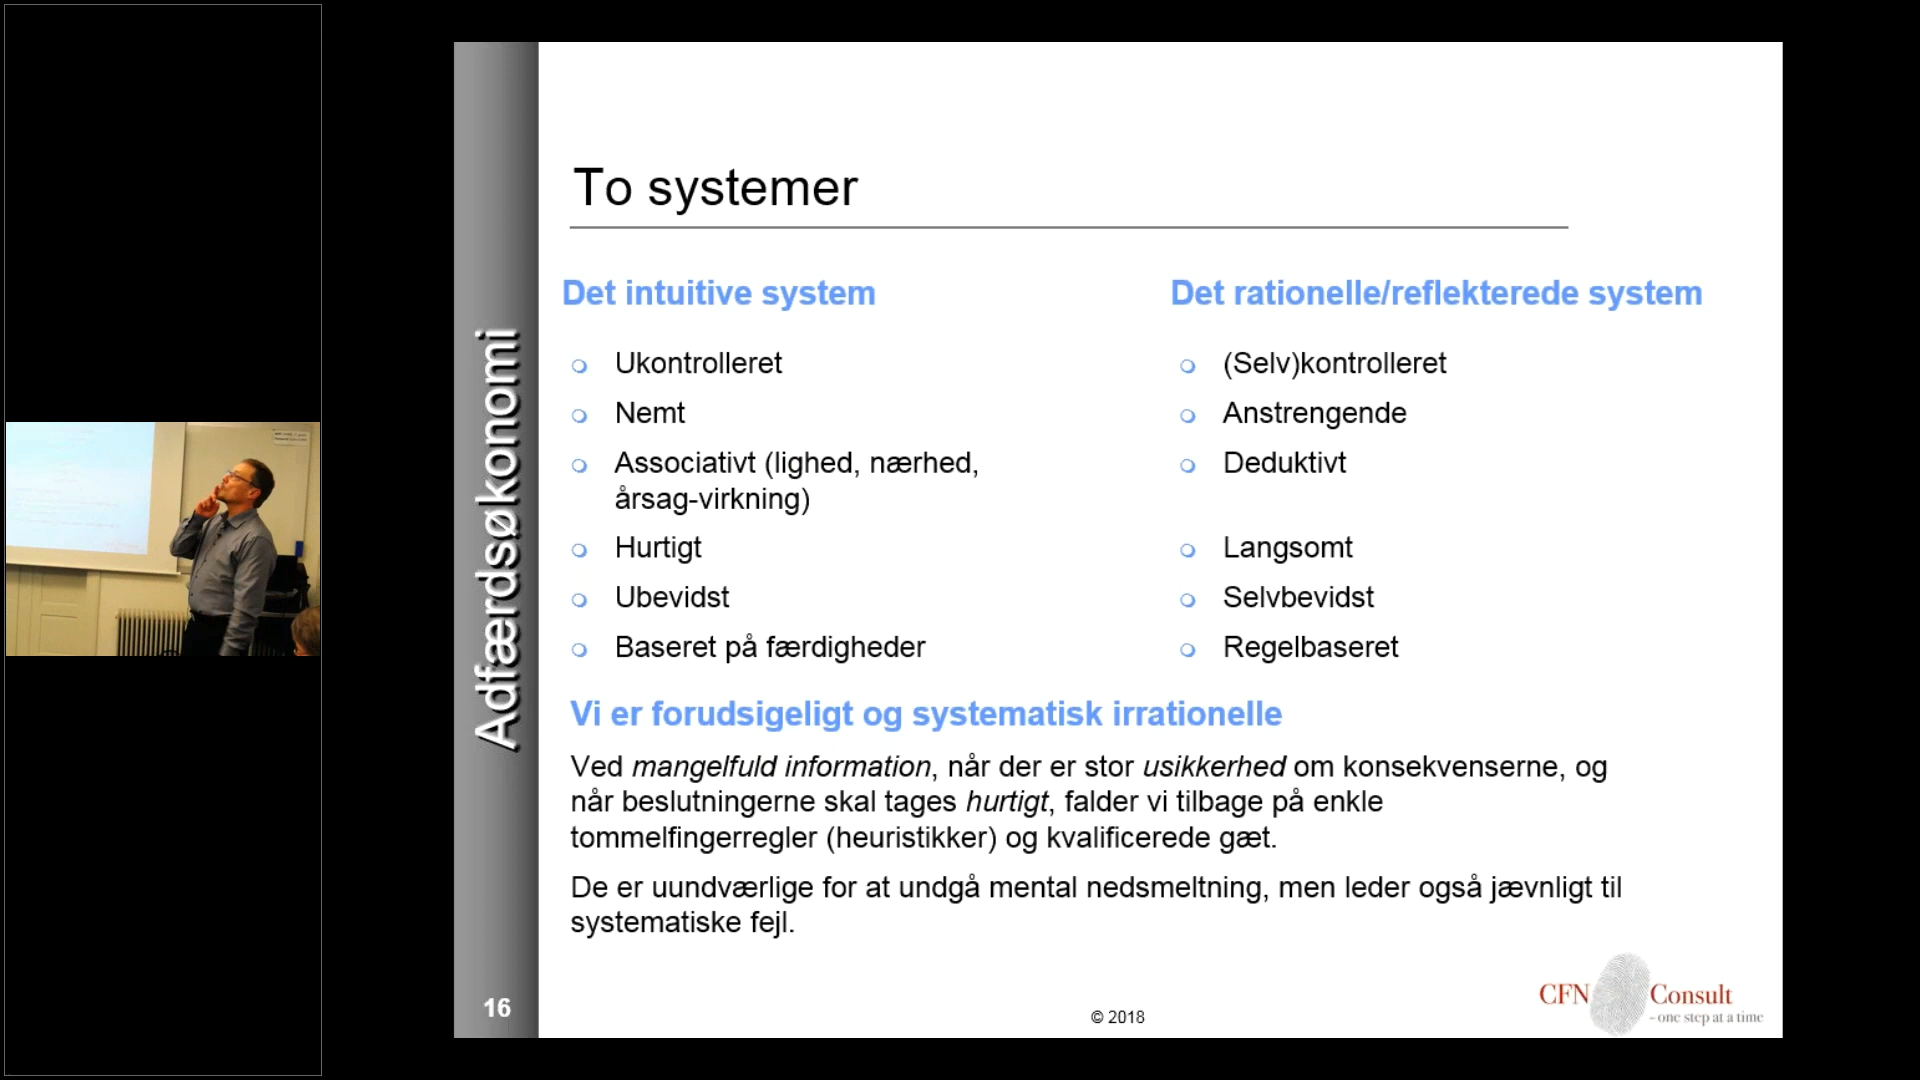 To systemer
Det intuitive system
Ukontrolleret
Nemt
Associativt (lighed, nærhed,
årsag-virkning)
Hurtigt
Ubevidst
Baseret på færdigheder
Det rationelle/reflekterede system
(Selv)kontrolleret
Anstrengende
Deduktivt
Langsomt
Selvbevidst
Regelbaseret
Vi er forudsigeligt og systematisk irrationelle
Ved mangelfuld information, når der er stor usikkerhed om konsekvenserne, og
når beslutningerne skal tages hurtigt, falder vi tilbage på enkle
tommelfingerregler (heuristikker) og kvalificerede gæt.
De er uundværlige for at undgå mental nedsmeltning, men leder også jævnligt til
systematiske fejl.
Adfærdsøkonomi
16
© 2018
CFN Consult
- one step at a time